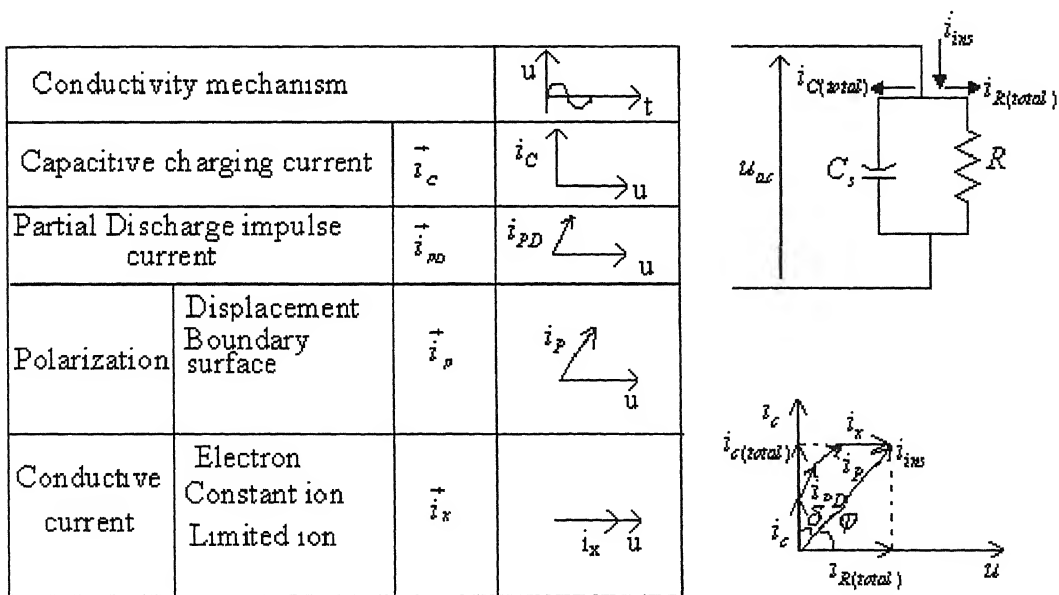 Conductivity mechanism
u
t
Capacitive charging current
i_c
i_C
u
Partial Discharge impulse
current
i_PD
i_PD
u
Polarization
Displacement
Boundary
surface
i_p
i_P
u
Conductive
current
Electron
Constant ion
Limited ion
i_x
i_x u
i_ins
i_C(total)
i_R(total)
u_ac
C_s
R
i_c
i_c(total)
i_x
i_ins
i_P
i_PD
i_c
δ
φ
i_R(total)
u